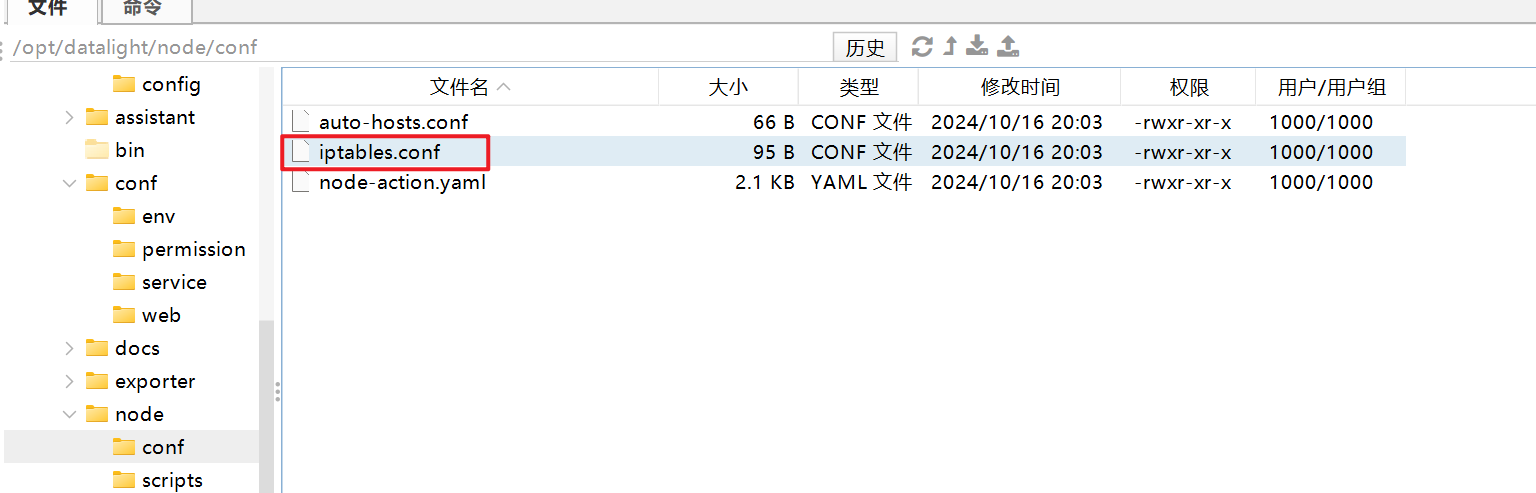 文件 命令
/opt/datalight/node/conf 历史
文件名 大小 类型 修改时间 权限 用户/用户组
config
assistant
bin
conf
env
permission
service
web
docs
exporter
node
conf
scripts
auto-hosts.conf 66 B CONF 文件 2024/10/16 20:03 -rwxr-xr-x 1000/1000
iptables.conf 95 B CONF 文件 2024/10/16 20:03 -rwxr-xr-x 1000/1000
node-action.yaml 2.1 KB YAML 文件 2024/10/16 20:03 -rwxr-xr-x 1000/1000